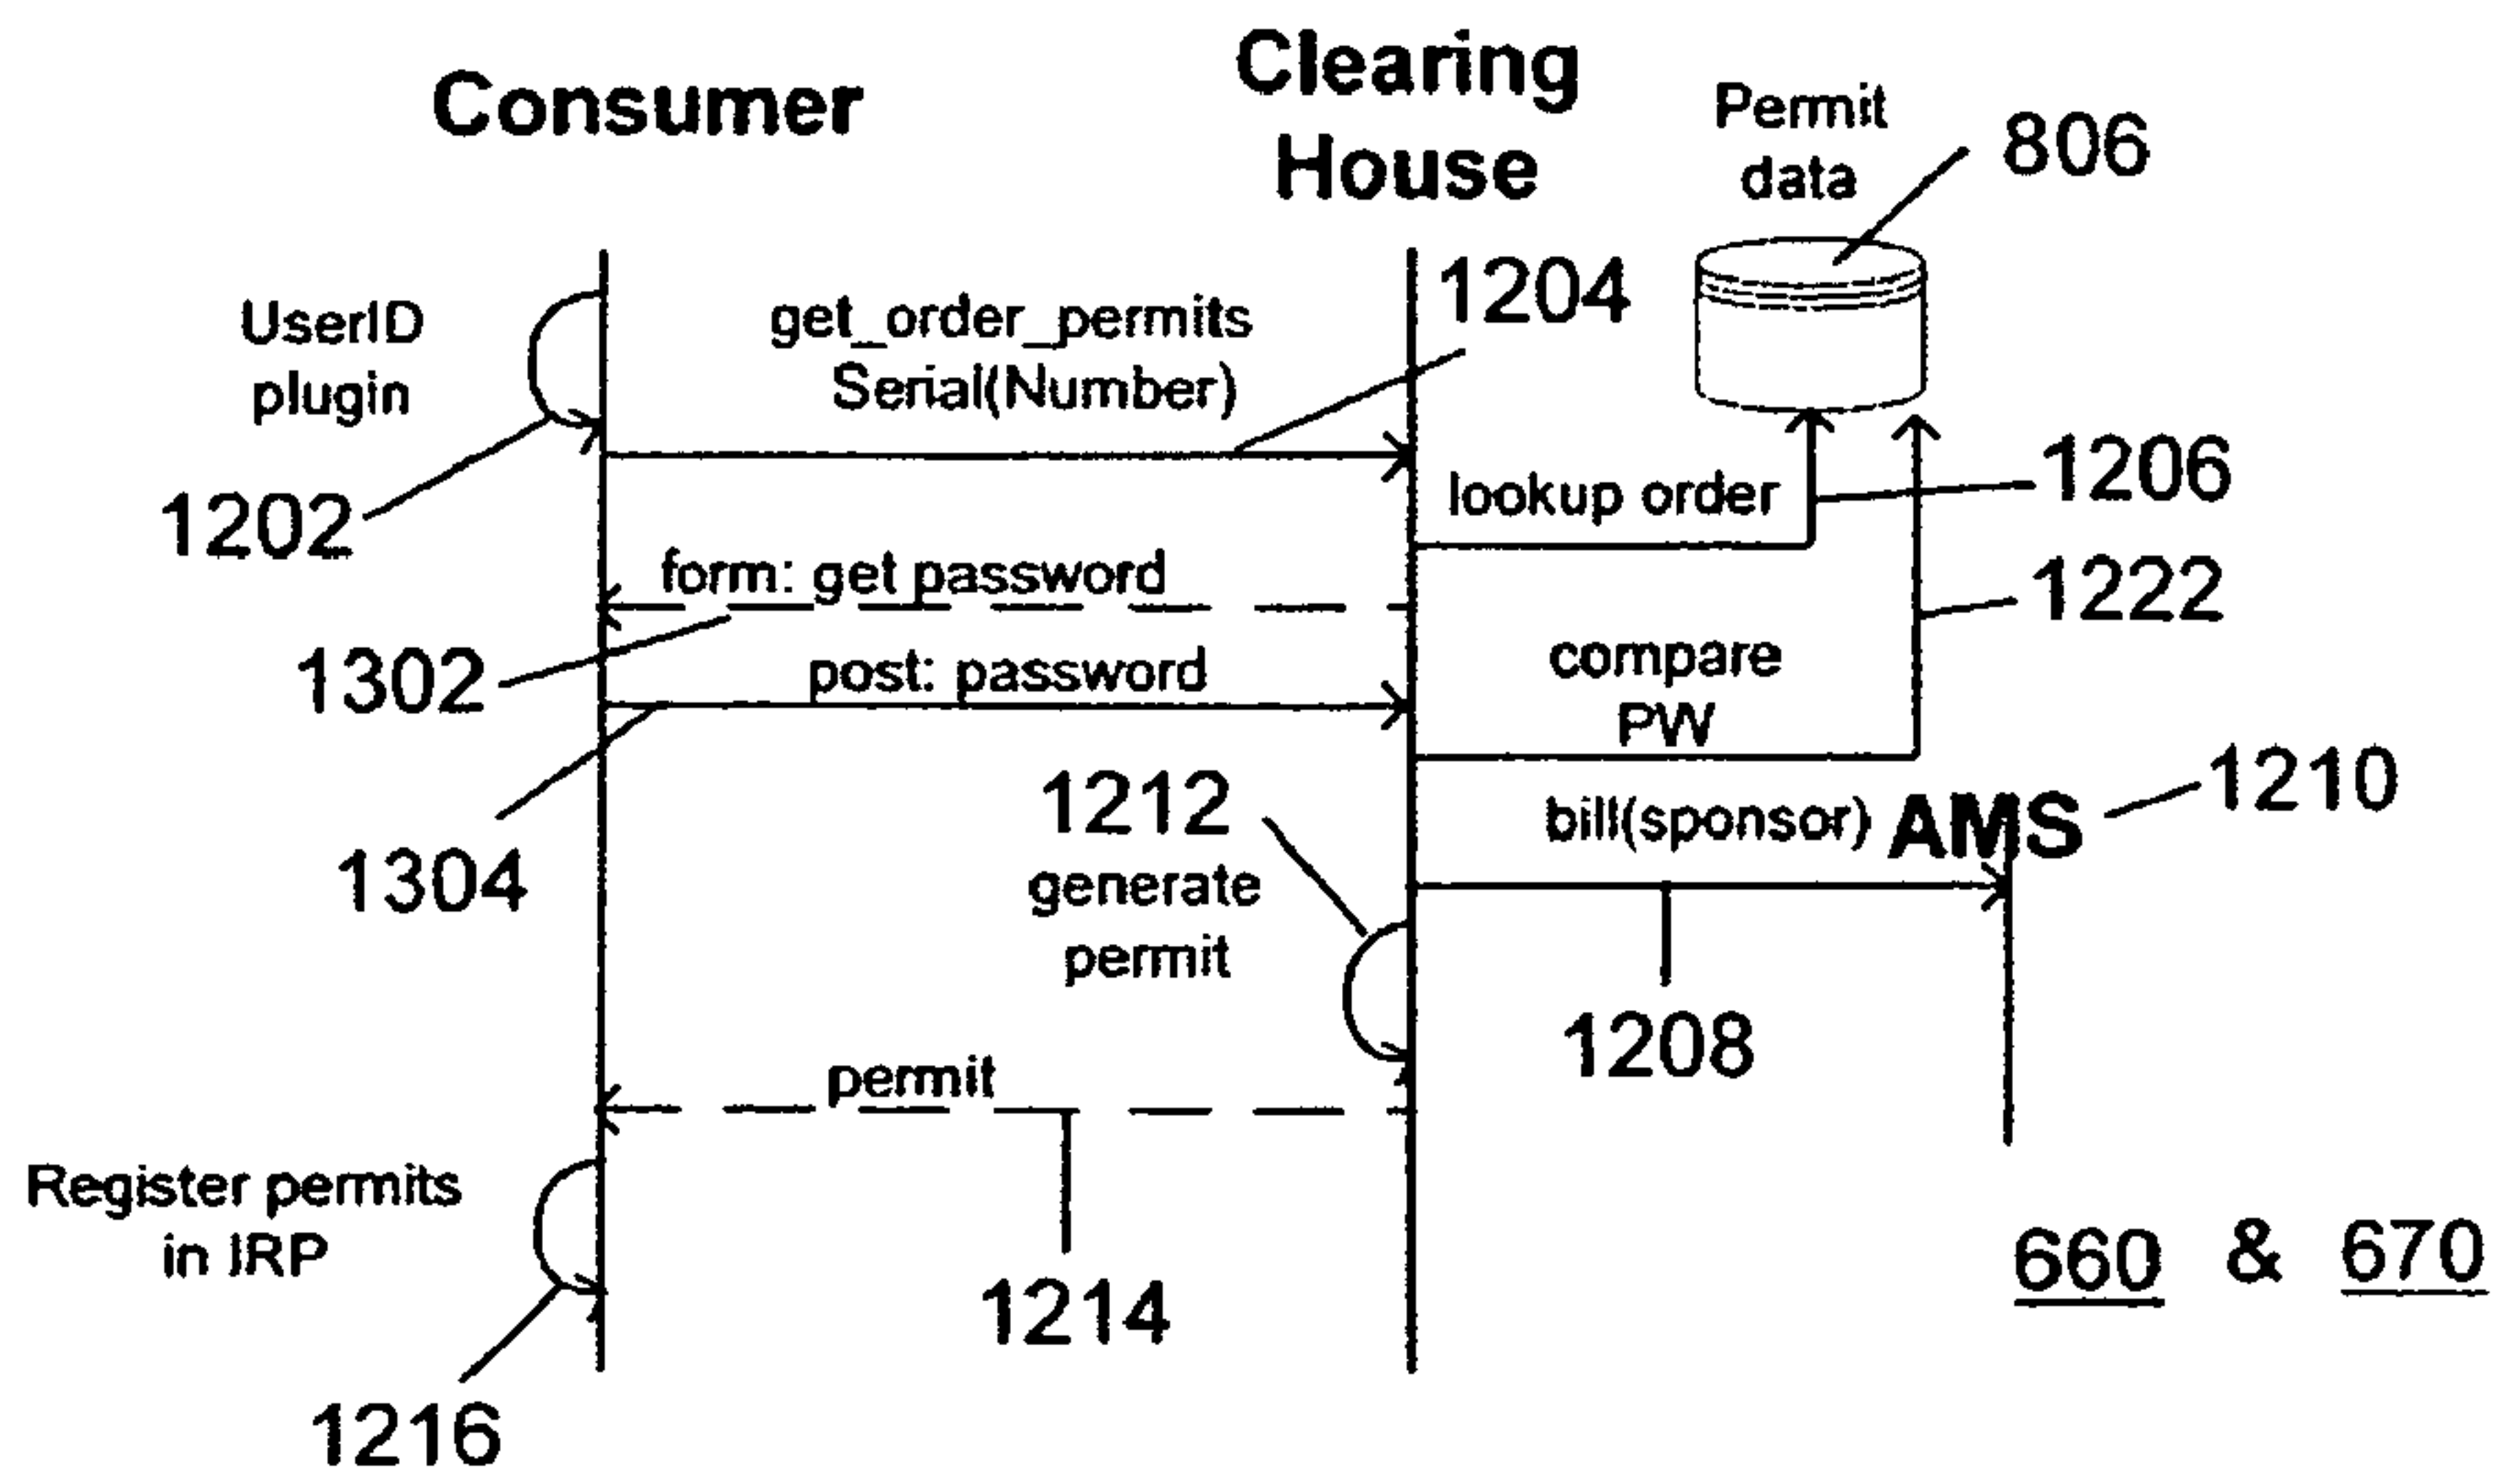 Consumer
Clearing
House
Permit
data
806
UserID
plugin
get_order_permits
Serial(Number)
1204
1202
lookup order
1206
form: get password
1222
1302
post: password
compare
PW
1304
1212
generate
permit
bill(sponsor)
AMS
1210
1208
permit
1214
Register permits
in IRP
1216
660 & 670